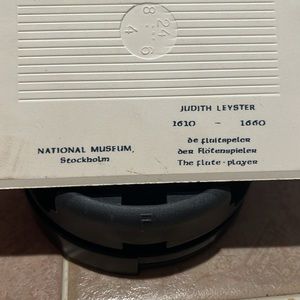 24
8 6
4
JUDITH LEYSTER
1610 - 1660
de fluitspeler
der Flötenspieler
The flute-player
NATIONAL MUSEUM,
Stockholm